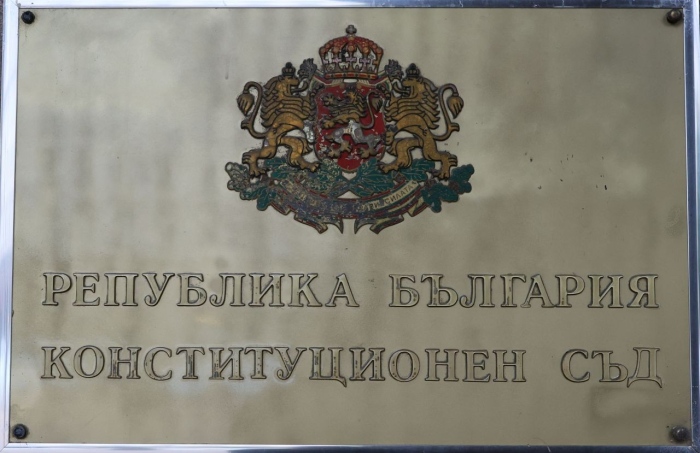 РЕПУБЛИКА БЪЛГАРИЯ
КОНСТИТУЦИОНЕН СЪД